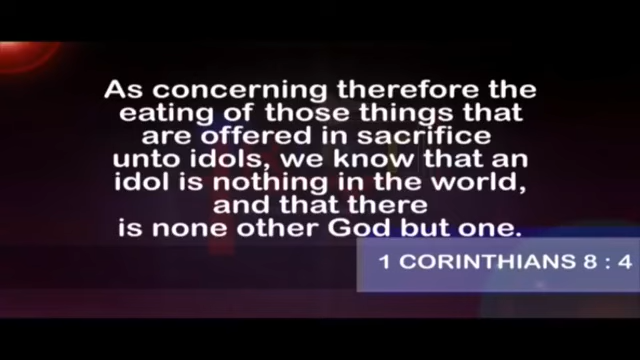 As concerning therefore the
eating of those things that
are offered in sacrifice
unto idols, we know that an
idol is nothing in the world,
and that there
is none other God but one.
1 CORINTHIANS 8 : 4